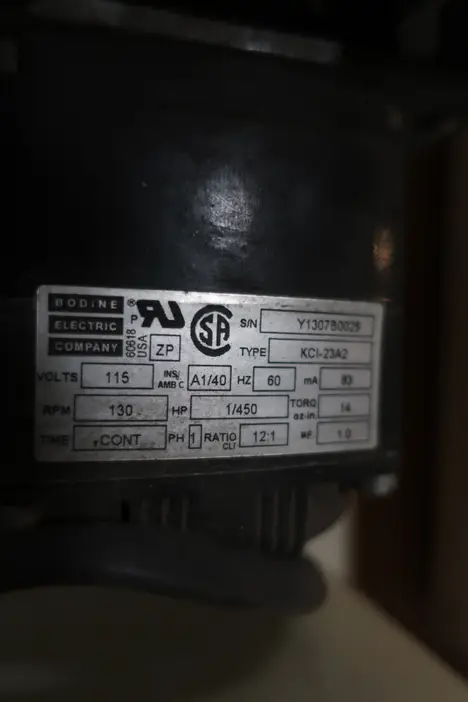 BODINE
ELECTRIC
COMPANY
®
P 60618 USA
ZP
SA
S/N Y1307B0029
TYPE KCI-23A2
VOLTS 115 INS/AMB C A1/40 HZ 60 mA 83
RPM 130 HP 1/450 TORQ oz-in 14
TIME CONT PH 1 RATIO 12:1
MF 1.0